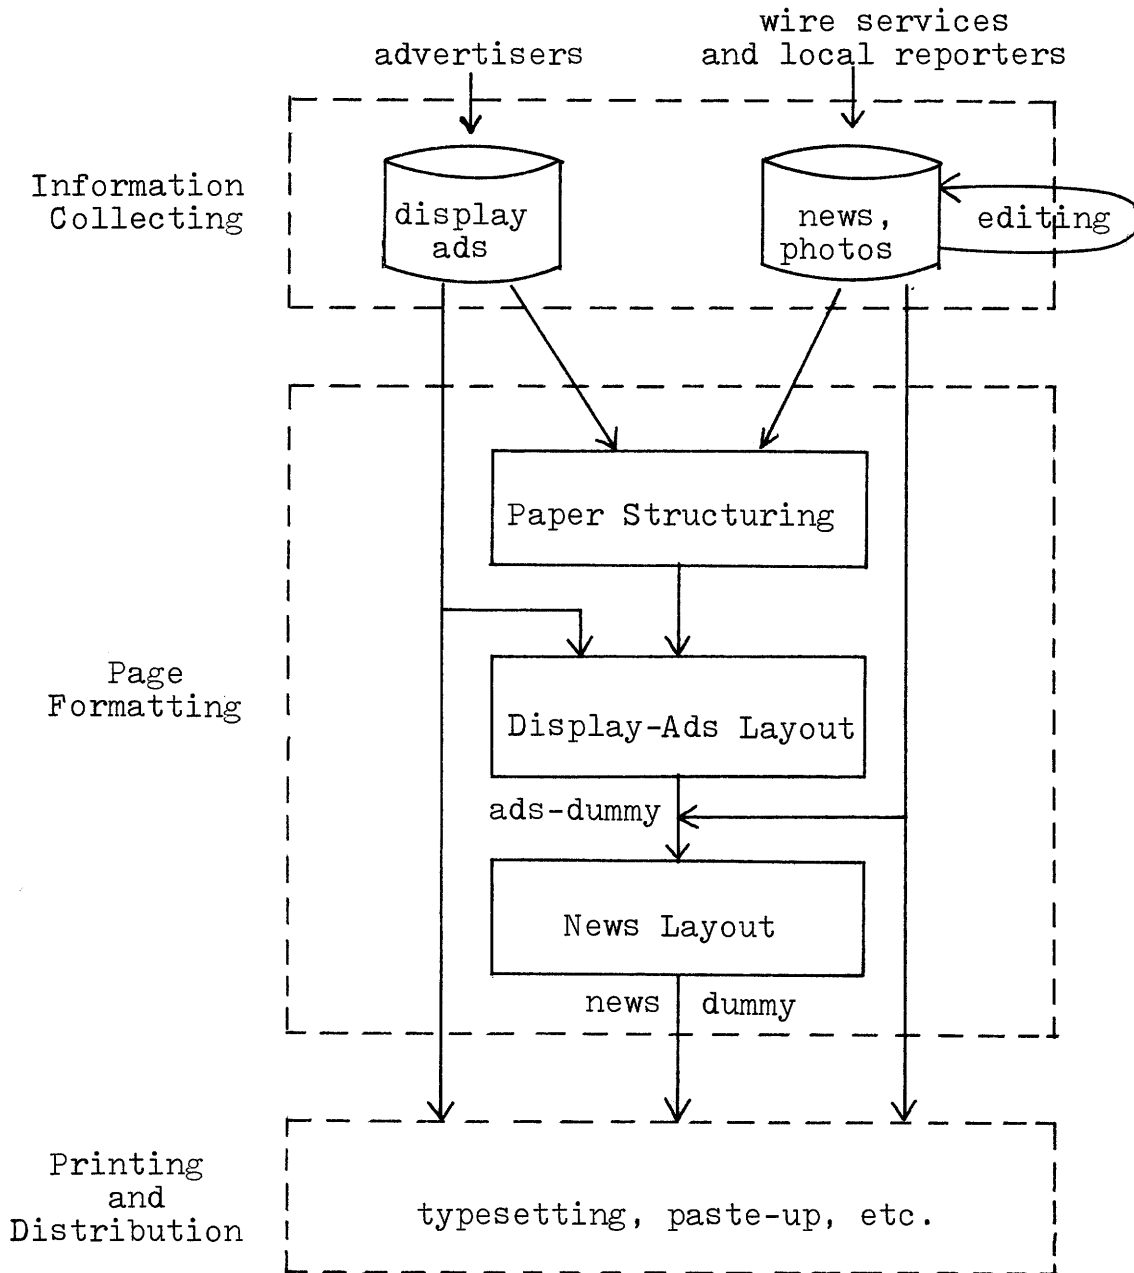 wire services
and local reporters
advertisers
Information
Collecting
display
ads
news,
photos
editing
Paper Structuring
Page
Formatting
Display-Ads Layout
ads-dummy
News Layout
news dummy
Printing
and
Distribution
typesetting, paste-up, etc.